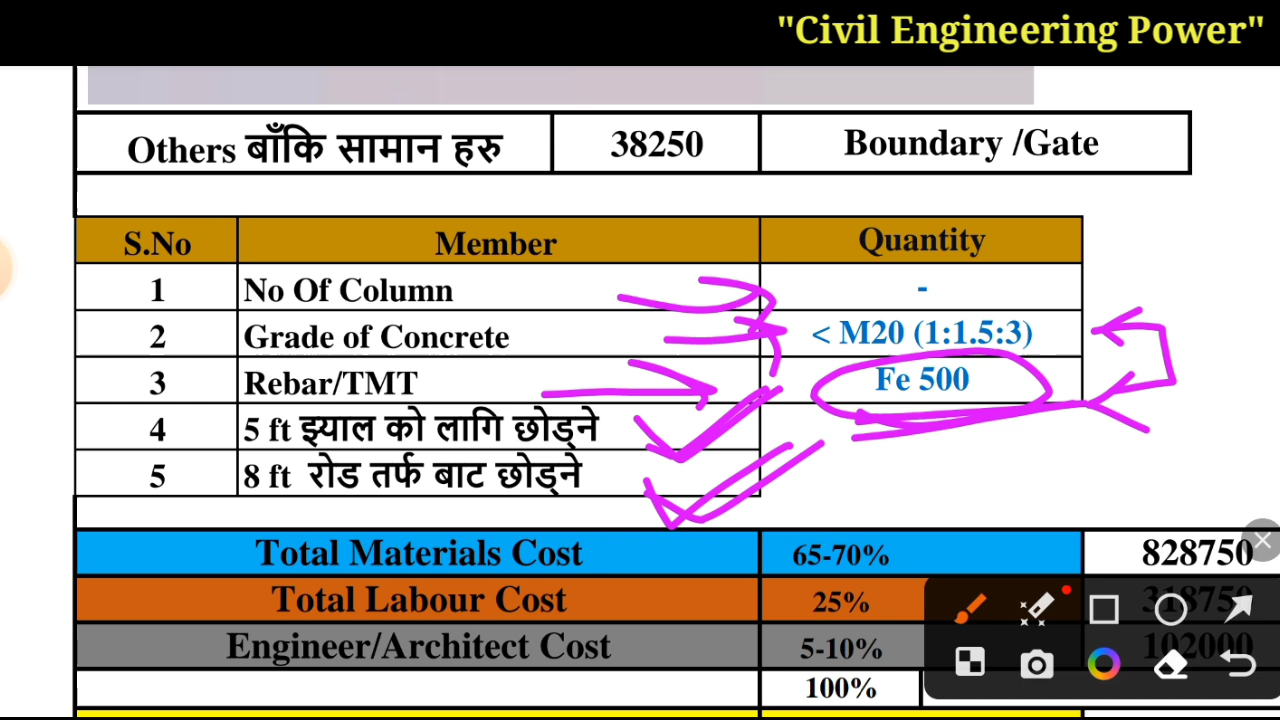 "Civil Engineering Power"
Others बाँकि सामान हरु 38250 Boundary /Gate
S.No Member Quantity
1 No Of Column -
2 Grade of Concrete < M20 (1:1.5:3)
3 Rebar/TMT Fe 500
4 5 ft झ्याल को लागि छोड्ने
5 8 ft रोड तर्फ बाट छोड्ने
Total Materials Cost 65-70% 828750
Total Labour Cost 25% 318750
Engineer/Architect Cost 5-10% 102000
100%